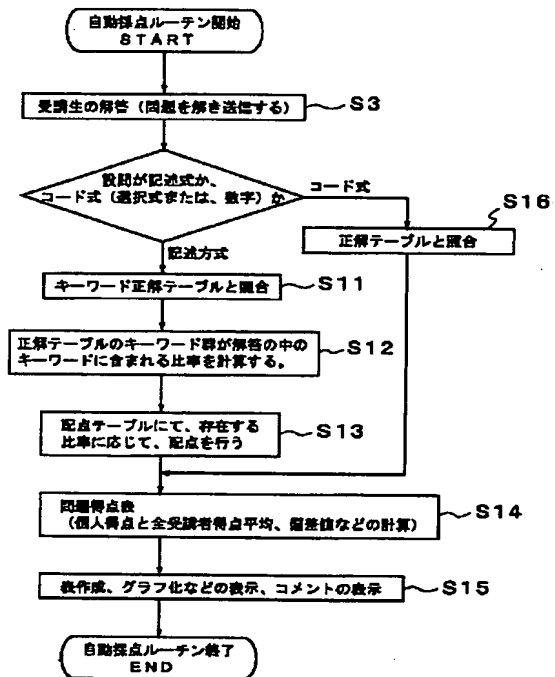 自動採点ルーテン開始
START
受講生の解答(問題を解き送信する)
S3
設問が記述式か、
コード式(選択式または、数字)か
コード式
S16
正解テーブルと照合
記述方式
キーワード正解テーブルと照合
S11
正解テーブルのキーワード群が解答の中の
キーワードに含まれる比率を計算する。
S12
配点テーブルにて、存在する
比率に応じて、配点を行う
S13
問題得点表
(個人得点と全受講者得点平均、偏差値などの計算)
S14
表作成、グラフ化などの表示、コメントの表示
S15
自動採点ルーチン終了
END